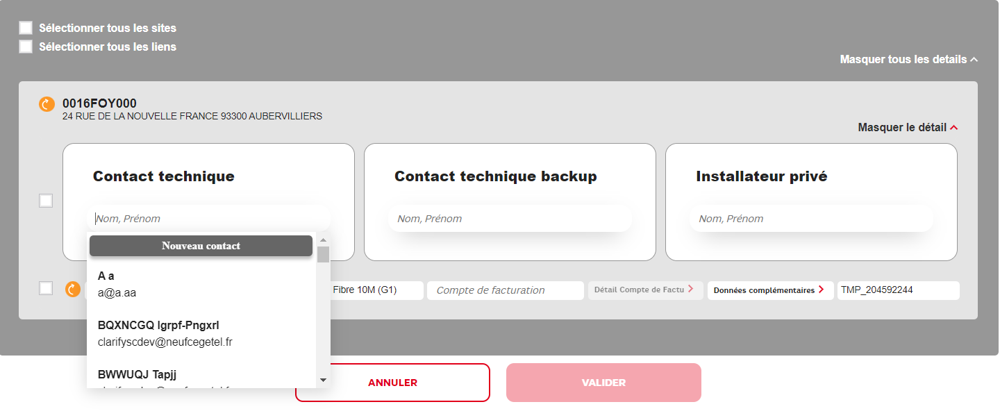 Sélectionner tous les sites
Sélectionner tous les liens
Masquer tous les details
0016FOY000
24 RUE DE LA NOUVELLE FRANCE 93300 AUBERVILLIERS
Masquer le détail
Contact technique
Contact technique backup
Installateur privé
Nom, Prénom
Nom, Prénom
Nom, Prénom
Nouveau contact
A a
a@a.aa
BQXNCGQ lgrpf-Pngxrl
clarifyscdev@neufcegetel.fr
BWWUQJ Tapjj
Fibre 10M (G1)
Compte de facturation
Détail Compte de Factu
Données complémentaires
TMP_204592244
ANNULER
VALIDER